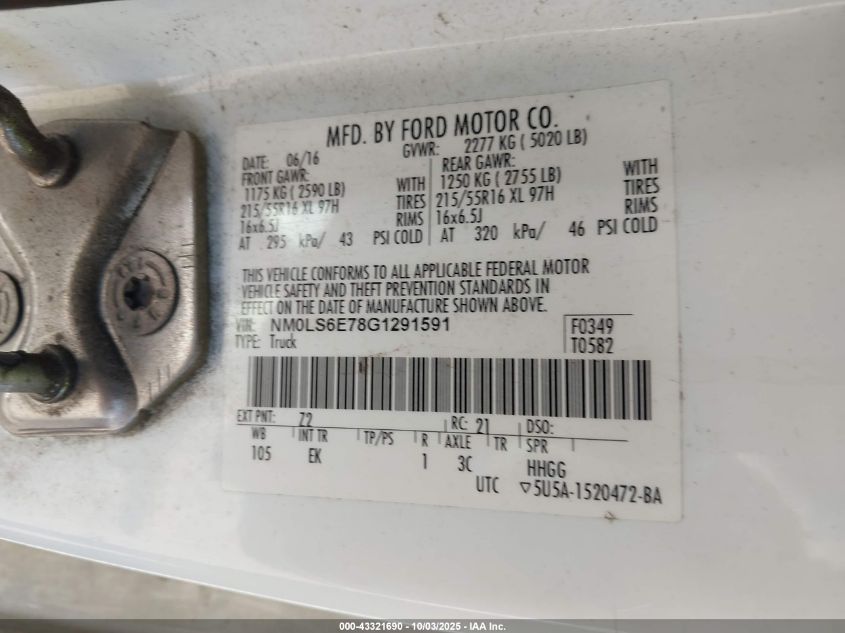 MFD. BY FORD MOTOR CO.
DATE: 06/16 GVWR: 2277 KG ( 5020 LB)
FRONT GAWR: REAR GAWR:
1175 KG ( 2590 LB) WITH 1250 KG ( 2755 LB) WITH
215/55R16 XL 97H TIRES 215/55R16 XL 97H TIRES
16x6.5J RIMS 16x6.5J RIMS
AT 295 kPa/ 43 PSI COLD AT 320 kPa/ 46 PSI COLD
THIS VEHICLE CONFORMS TO ALL APPLICABLE FEDERAL MOTOR
VEHICLE SAFETY AND THEFT PREVENTION STANDARDS IN
EFFECT ON THE DATE OF MANUFACTURE SHOWN ABOVE.
VIN: NM0LS6E78G1291591 F0349
TYPE: Truck T0582
EXT PNT: Z2 RC: 21 DSO:
WB INT TR TP/PS R AXLE TR SPR
105 EK 1 3C HHGG
UTC ▽5U5A-1520472-BA
000-43321690 - 10/03/2025 - IAA Inc.